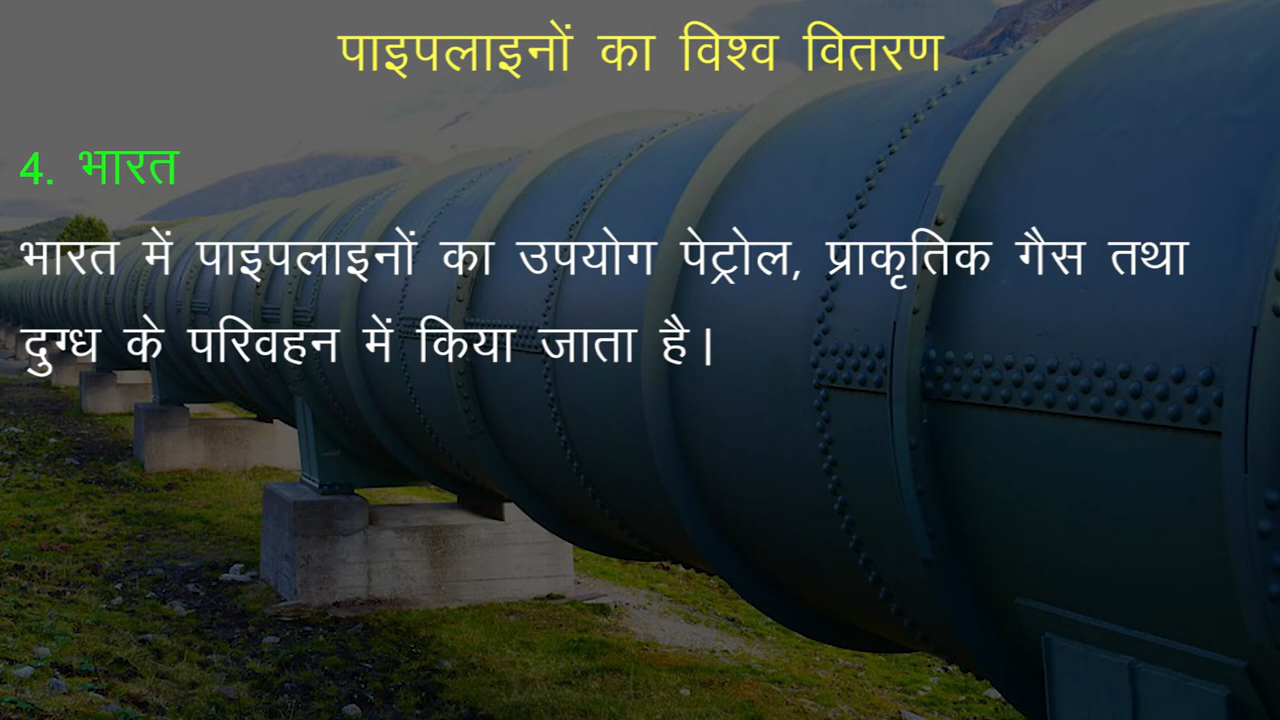 पाइपलाइनों का विश्व वितरण
4. भारत
भारत में पाइपलाइनों का उपयोग पेट्रोल, प्राकृतिक गैस तथा
दुग्ध के परिवहन में किया जाता है।